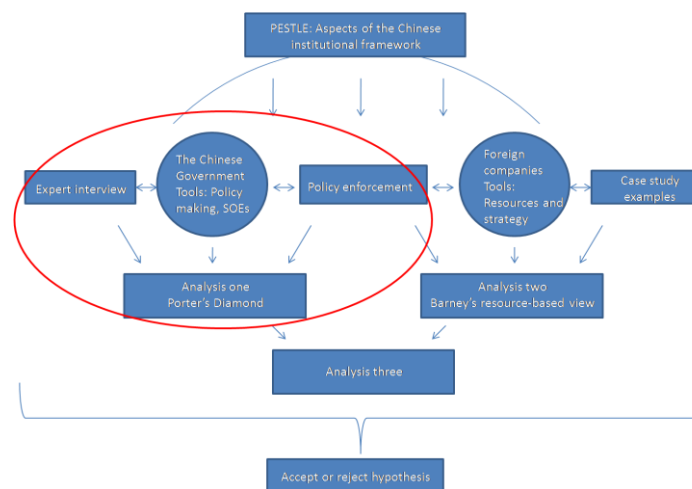 PESTLE: Aspects of the Chinese
institutional framework
Expert interview
The Chinese
Government
Tools: Policy
making, SOEs
Policy enforcement
Foreign
companies
Tools:
Resources and
strategy
Case study
examples
Analysis one
Porter's Diamond
Analysis two
Barney's resource-based view
Analysis three
Accept or reject hypothesis